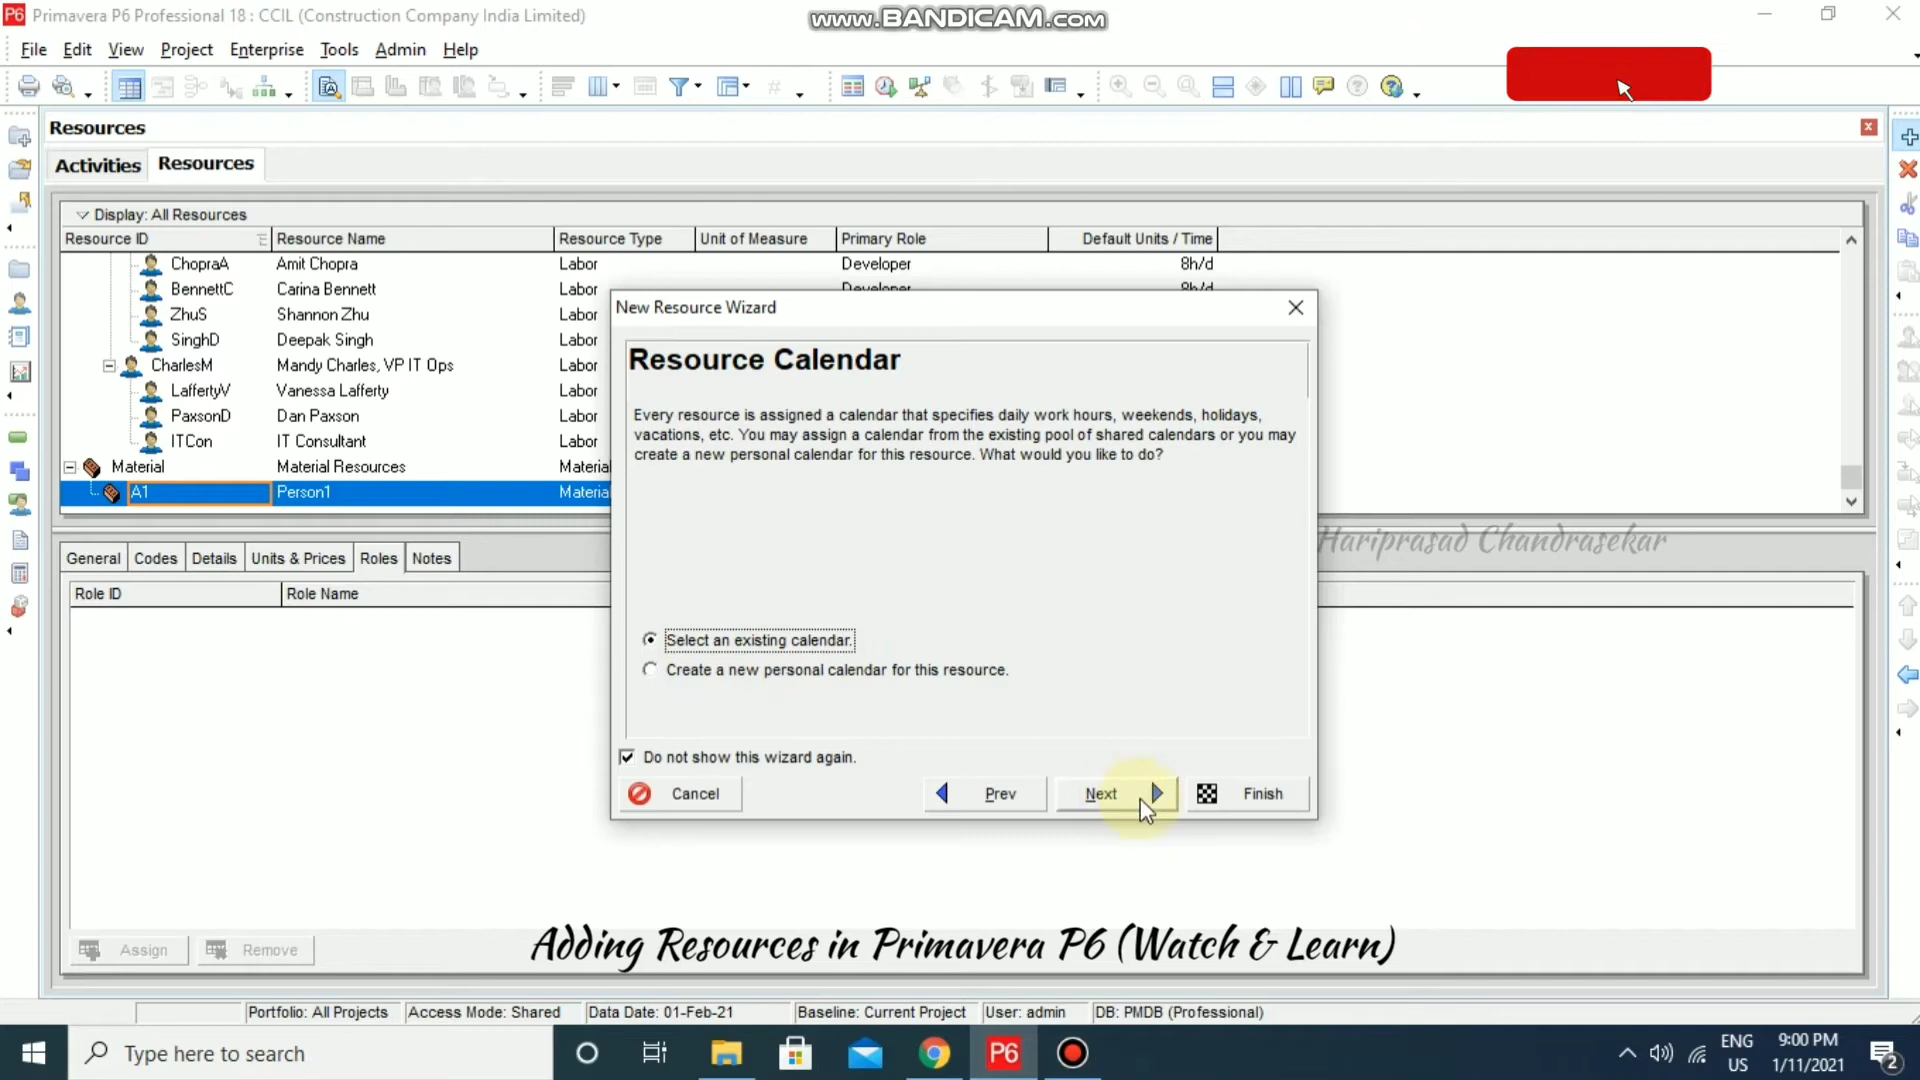 Primavera P6 Professional 18 : CCIL (Construction Company India Limited)
www.BANDICAM.com
File Edit View Project Enterprise Tools Admin Help
Resources
Activities Resources
Display: All Resources
Resource ID Resource Name Resource Type Unit of Measure Primary Role Default Units / Time
ChopraA Amit Chopra Labor Developer 8h/d
BennettC Carina Bennett Labor Developer 8h/d
ZhuS Shannon Zhu Labor
SinghD Deepak Singh Labor
CharlesM Mandy Charles, VP IT Ops Labor
LaffertyV Vanessa Lafferty Labor
PaxsonD Dan Paxson Labor
ITCon IT Consultant Labor
Material Material Resources Material
A1 Person1 Material
New Resource Wizard
Resource Calendar
Every resource is assigned a calendar that specifies daily work hours, weekends, holidays,
vacations, etc. You may assign a calendar from the existing pool of shared calendars or you may
create a new personal calendar for this resource. What would you like to do?
Select an existing calendar.
Create a new personal calendar for this resource.
Do not show this wizard again.
Cancel Prev Next Finish
Hariprasad Chandrasekar
General Codes Details Units & Prices Roles Notes
Role ID Role Name
Assign Remove
Adding Resources in Primavera P6 (Watch & Learn)
Portfolio: All Projects Access Mode: Shared Data Date: 01-Feb-21 Baseline: Current Project User: admin DB: PMDB (Professional)
Type here to search
P6
ENG
US
9:00 PM
1/11/2021
2